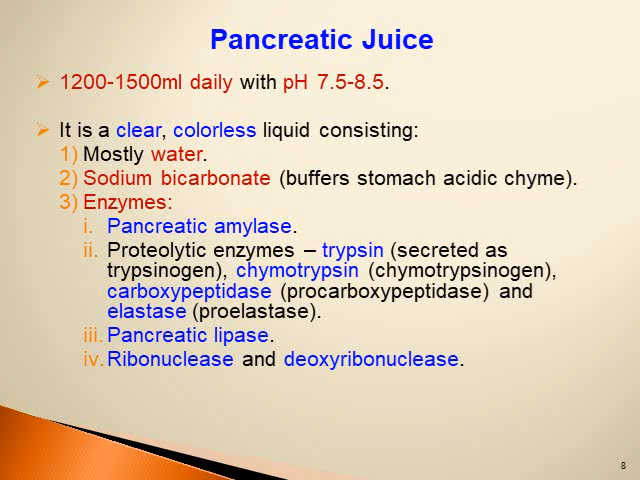 Pancreatic Juice
➢ 1200-1500ml daily with pH 7.5-8.5.
➢ It is a clear, colorless liquid consisting:
1) Mostly water.
2) Sodium bicarbonate (buffers stomach acidic chyme).
3) Enzymes:
i. Pancreatic amylase.
ii. Proteolytic enzymes – trypsin (secreted as
trypsinogen), chymotrypsin (chymotrypsinogen),
carboxypeptidase (procarboxypeptidase) and
elastase (proelastase).
iii. Pancreatic lipase.
iv. Ribonuclease and deoxyribonuclease.
8